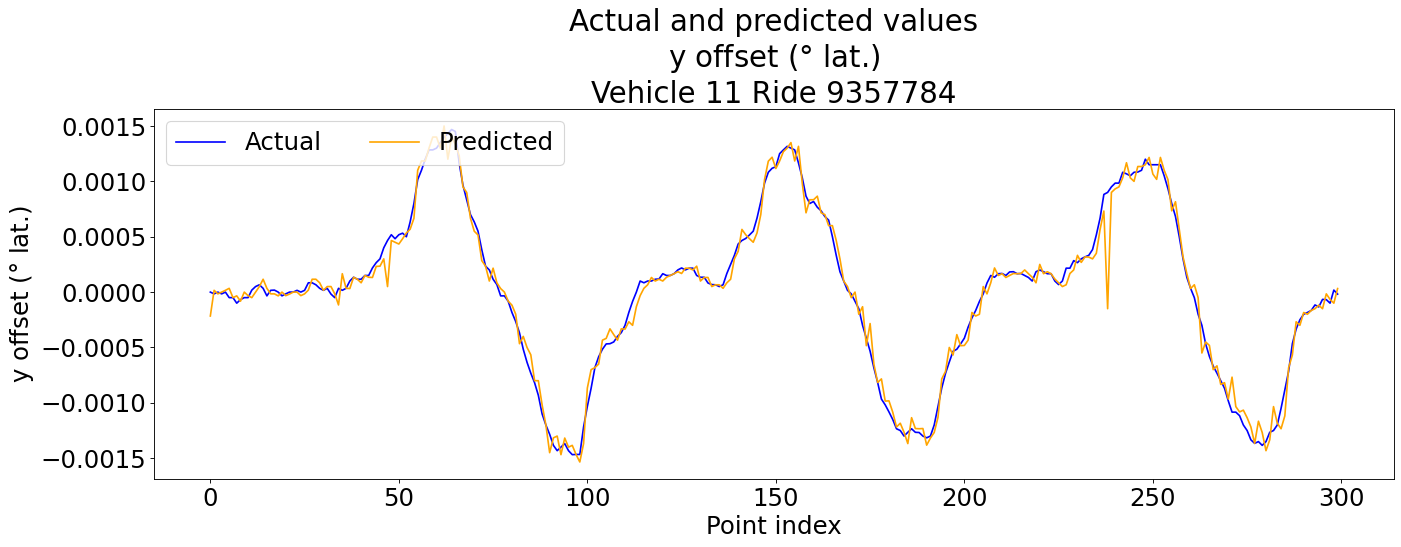 Actual and predicted values
y offset (° lat.)
Vehicle 11 Ride 9357784
Actual
Predicted
y offset (° lat.)
0.0015
0.0010
0.0005
0.0000
−0.0005
−0.0010
−0.0015
0 50 100 150 200 250 300
Point index